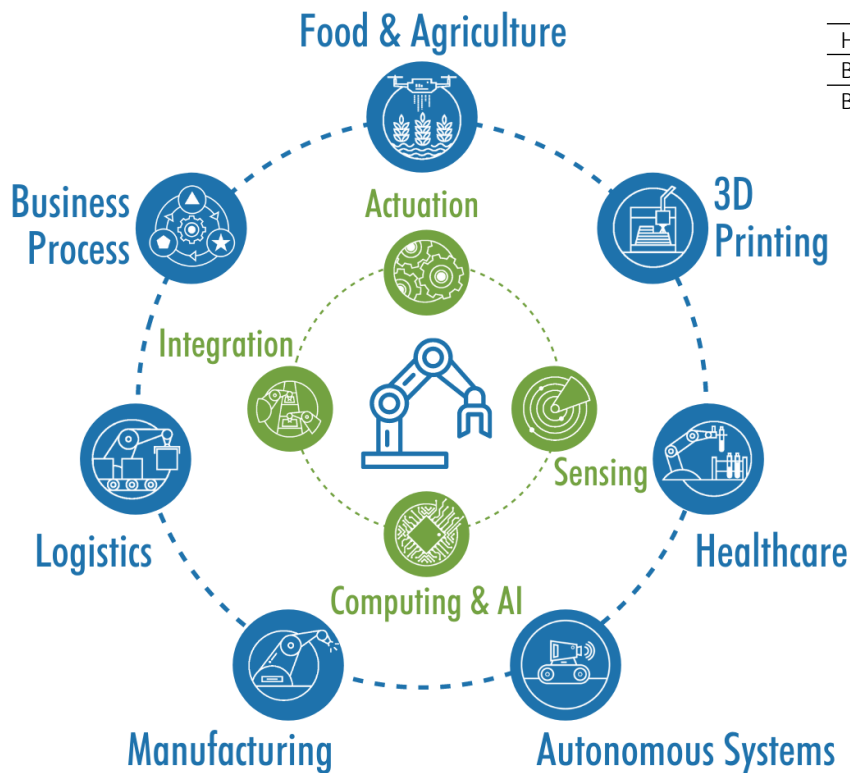 Food & Agriculture
H
B
B
Business
Process
Actuation
3D
Printing
Integration
Sensing
Logistics
Healthcare
Computing & AI
Manufacturing
Autonomous Systems